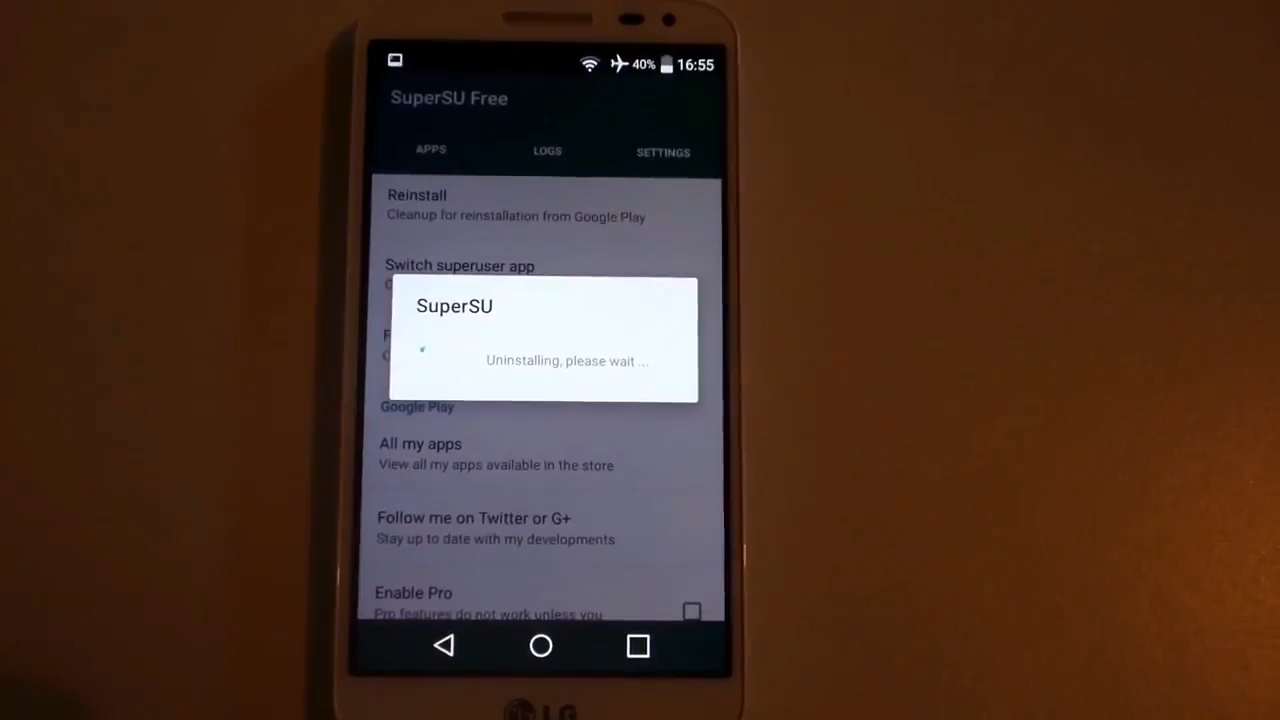 40% 16:55
SuperSU Free
APPS LOGS SETTINGS
Reinstall
Cleanup for reinstallation from Google Play
Switch superuser app
SuperSU
Uninstalling, please wait ...
Google Play
All my apps
View all my apps available in the store
Follow me on Twitter or G+
Stay up to date with my developments
Enable Pro
Pro features do not work unless you
LG